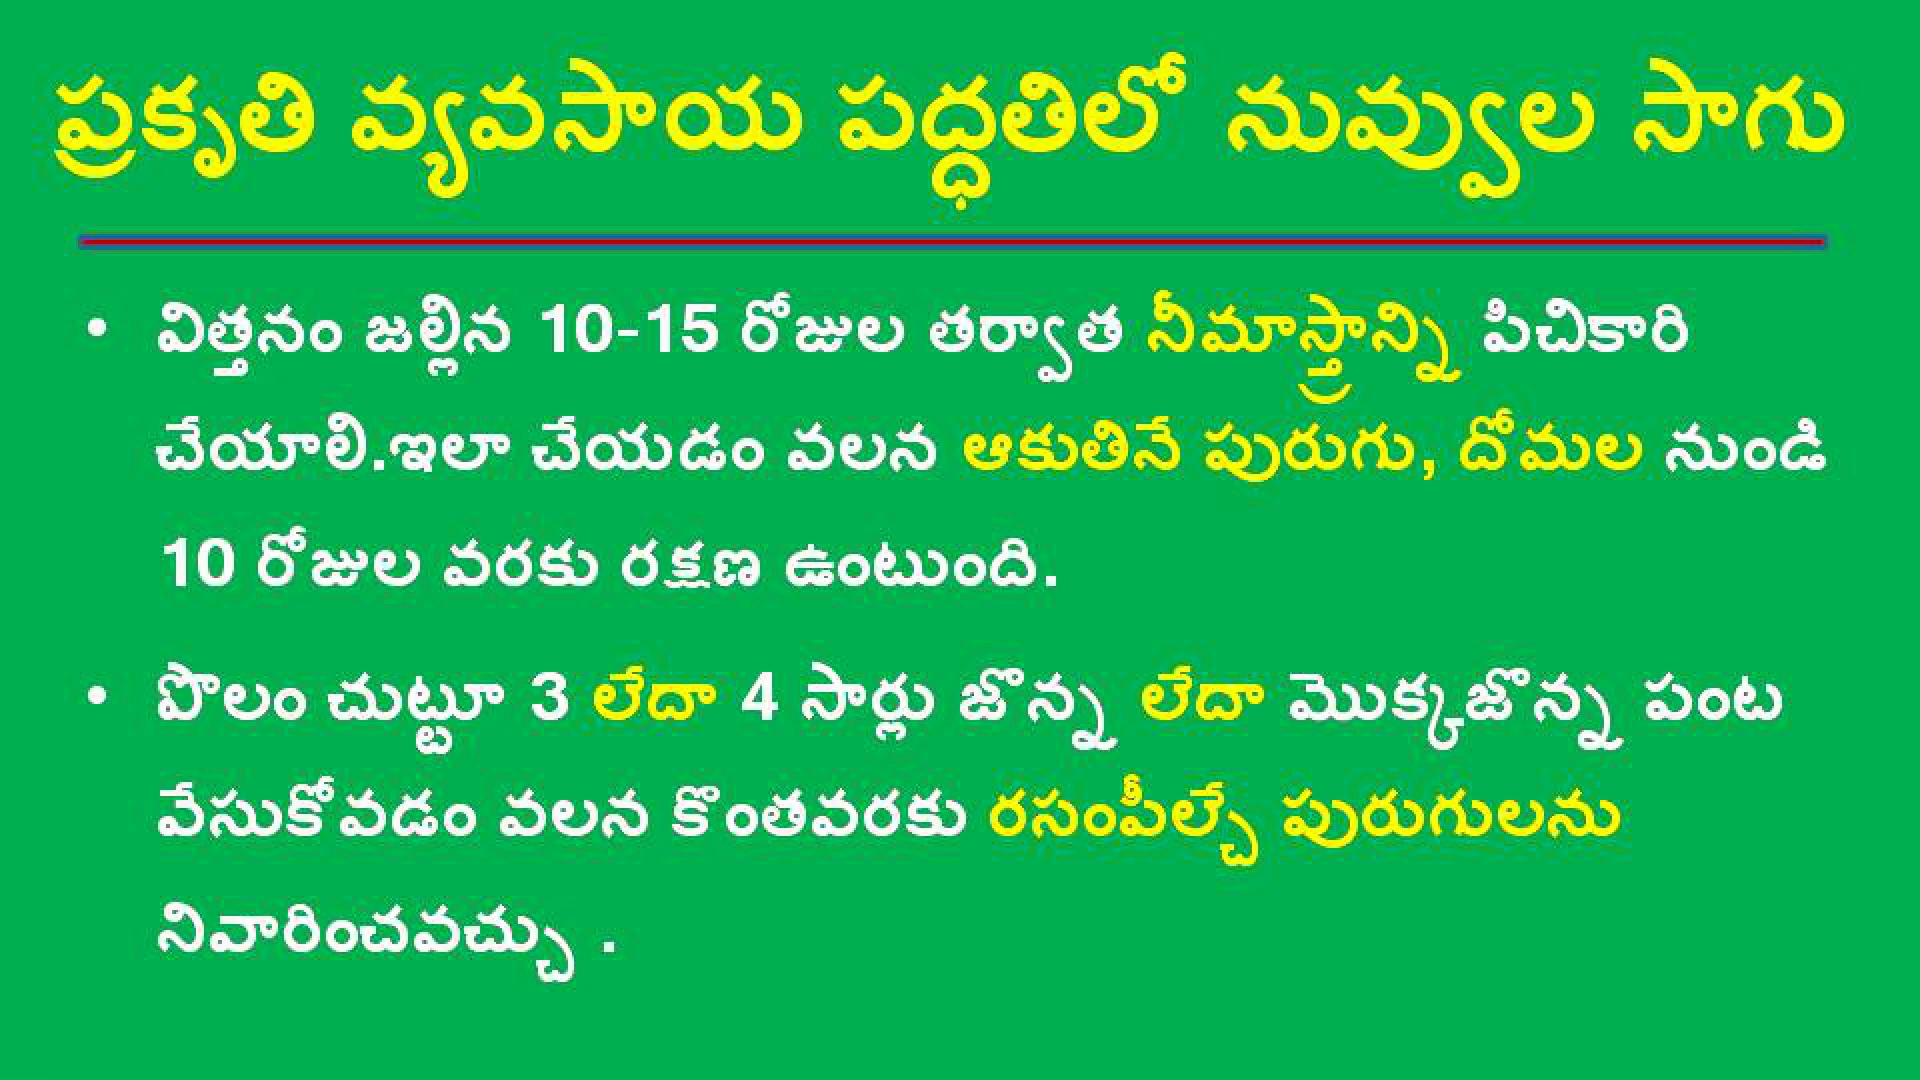 ప్రకృతి వ్యవసాయ పద్ధతిలో నువ్వుల సాగు
• విత్తనం జల్లిన 10-15 రోజుల తర్వాత నీమాస్త్రాన్ని పిచికారి
చేయాలి.ఇలా చేయడం వలన ఆకుతినే పురుగు, దోమల నుండి
10 రోజుల వరకు రక్షణ ఉంటుంది.
• పొలం చుట్టూ 3 లేదా 4 సార్లు జొన్న లేదా మొక్కజొన్న పంట
వేసుకోవడం వలన కొంతవరకు రసంపీల్చే పురుగులను
నివారించవచ్చు .